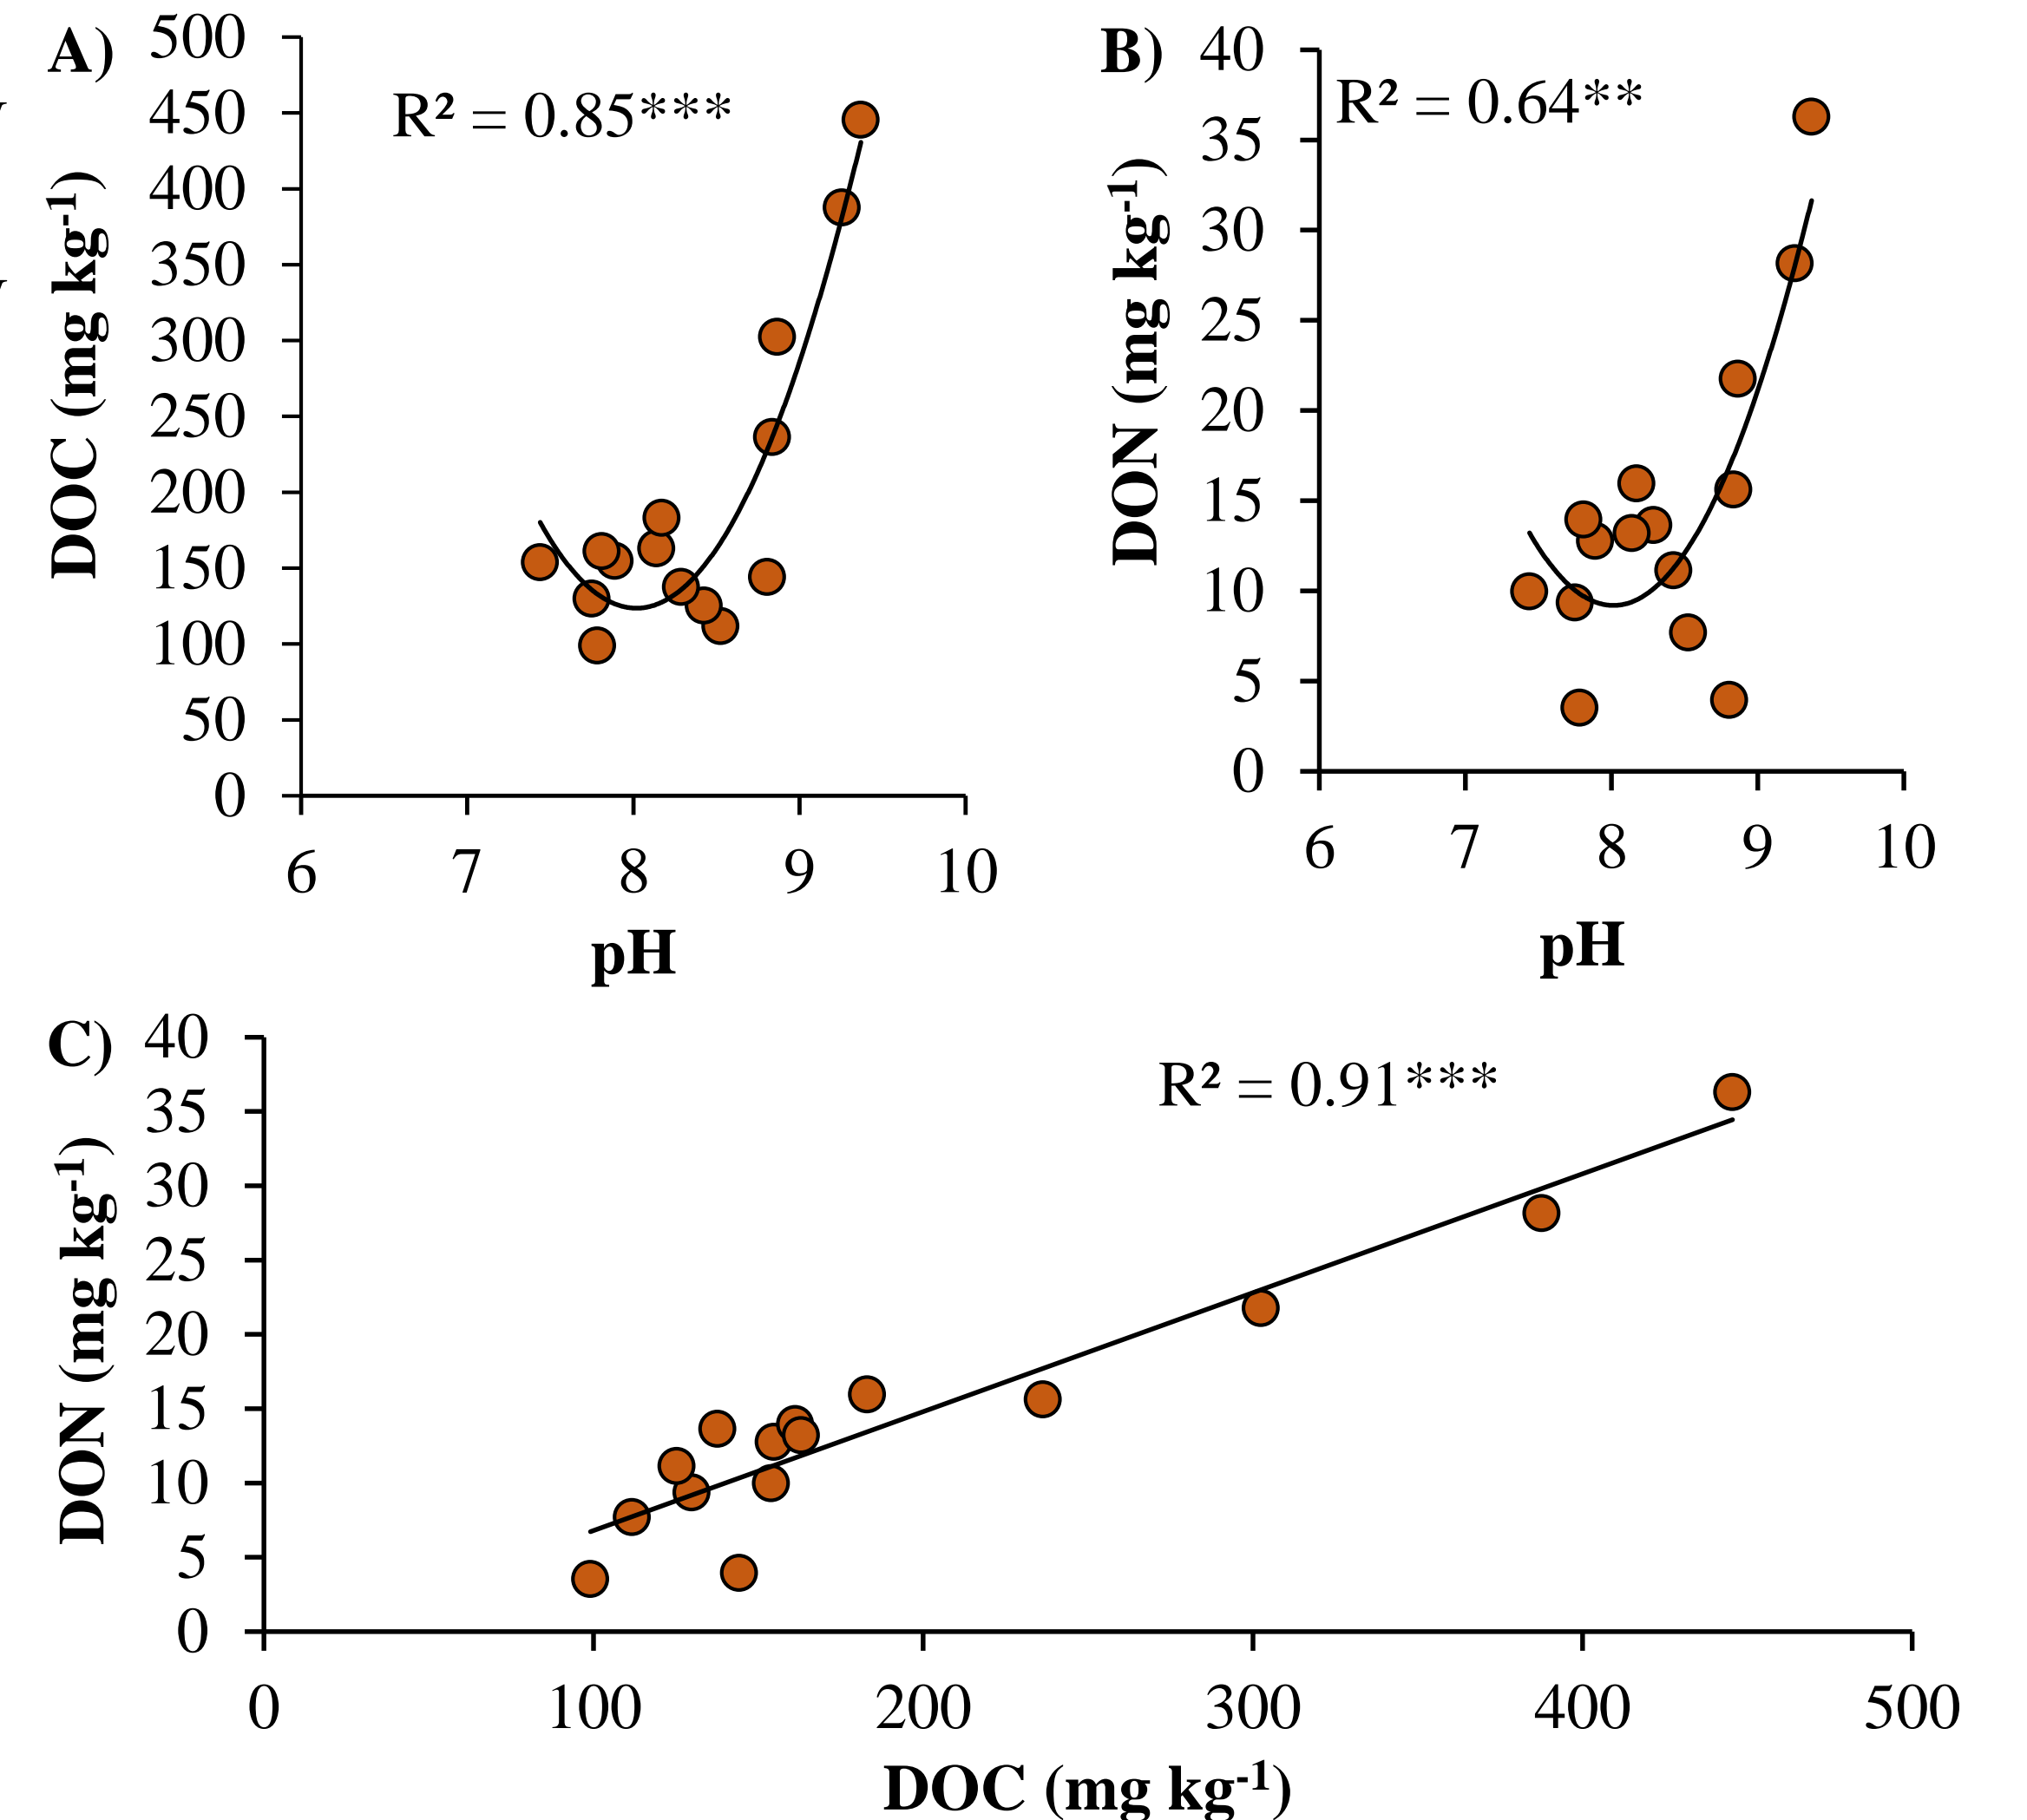 A)
R² = 0.85***
DOC (mg kg⁻¹)
500
450
400
350
300
250
200
150
100
50
0
6 7 8 9 10
pH
B)
R² = 0.64**
DON (mg kg⁻¹)
40
35
30
25
20
15
10
5
0
6 7 8 9 10
pH
C)
R² = 0.91***
DON (mg kg⁻¹)
40
35
30
25
20
15
10
5
0
0 100 200 300 400 500
DOC (mg kg⁻¹)